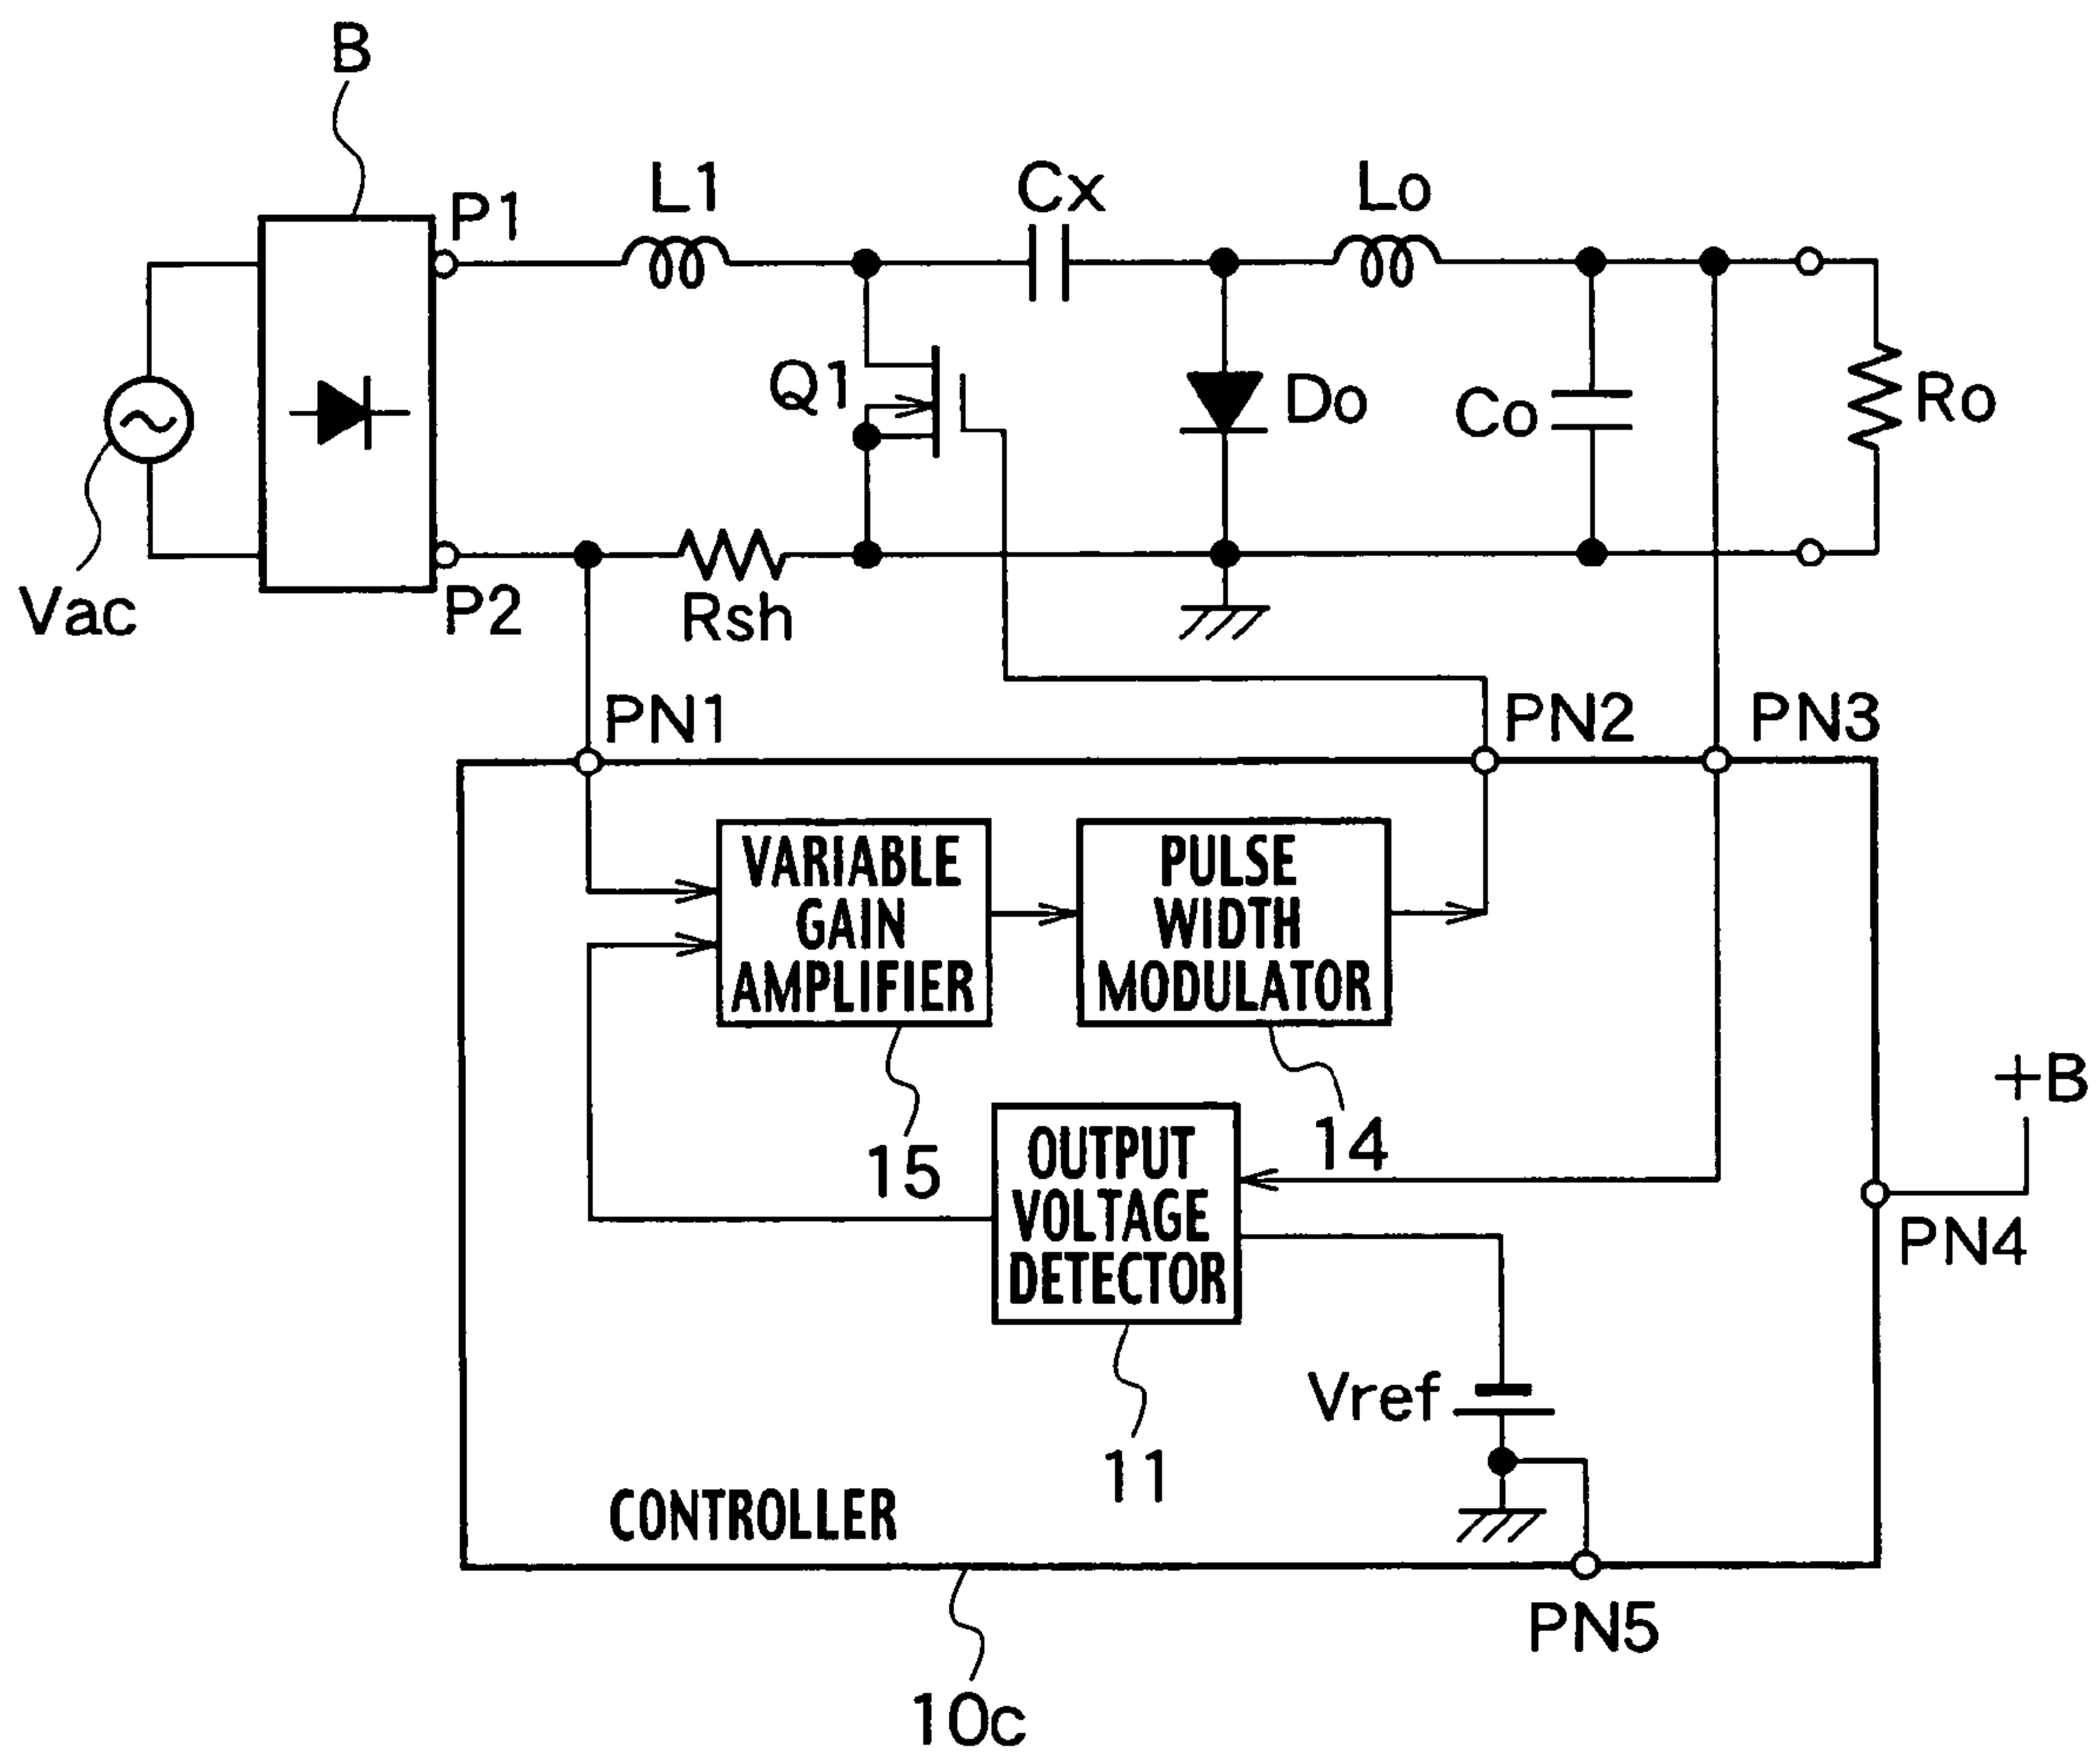 B
P1
L1
Cx
Lo
Q1
Do
Co
Ro
Vac
P2
Rsh
PN1
PN2
PN3
VARIABLE
GAIN
AMPLIFIER
PULSE
WIDTH
MODULATOR
15
14
+B
OUTPUT
VOLTAGE
DETECTOR
PN4
Vref
11
CONTROLLER
PN5
10c